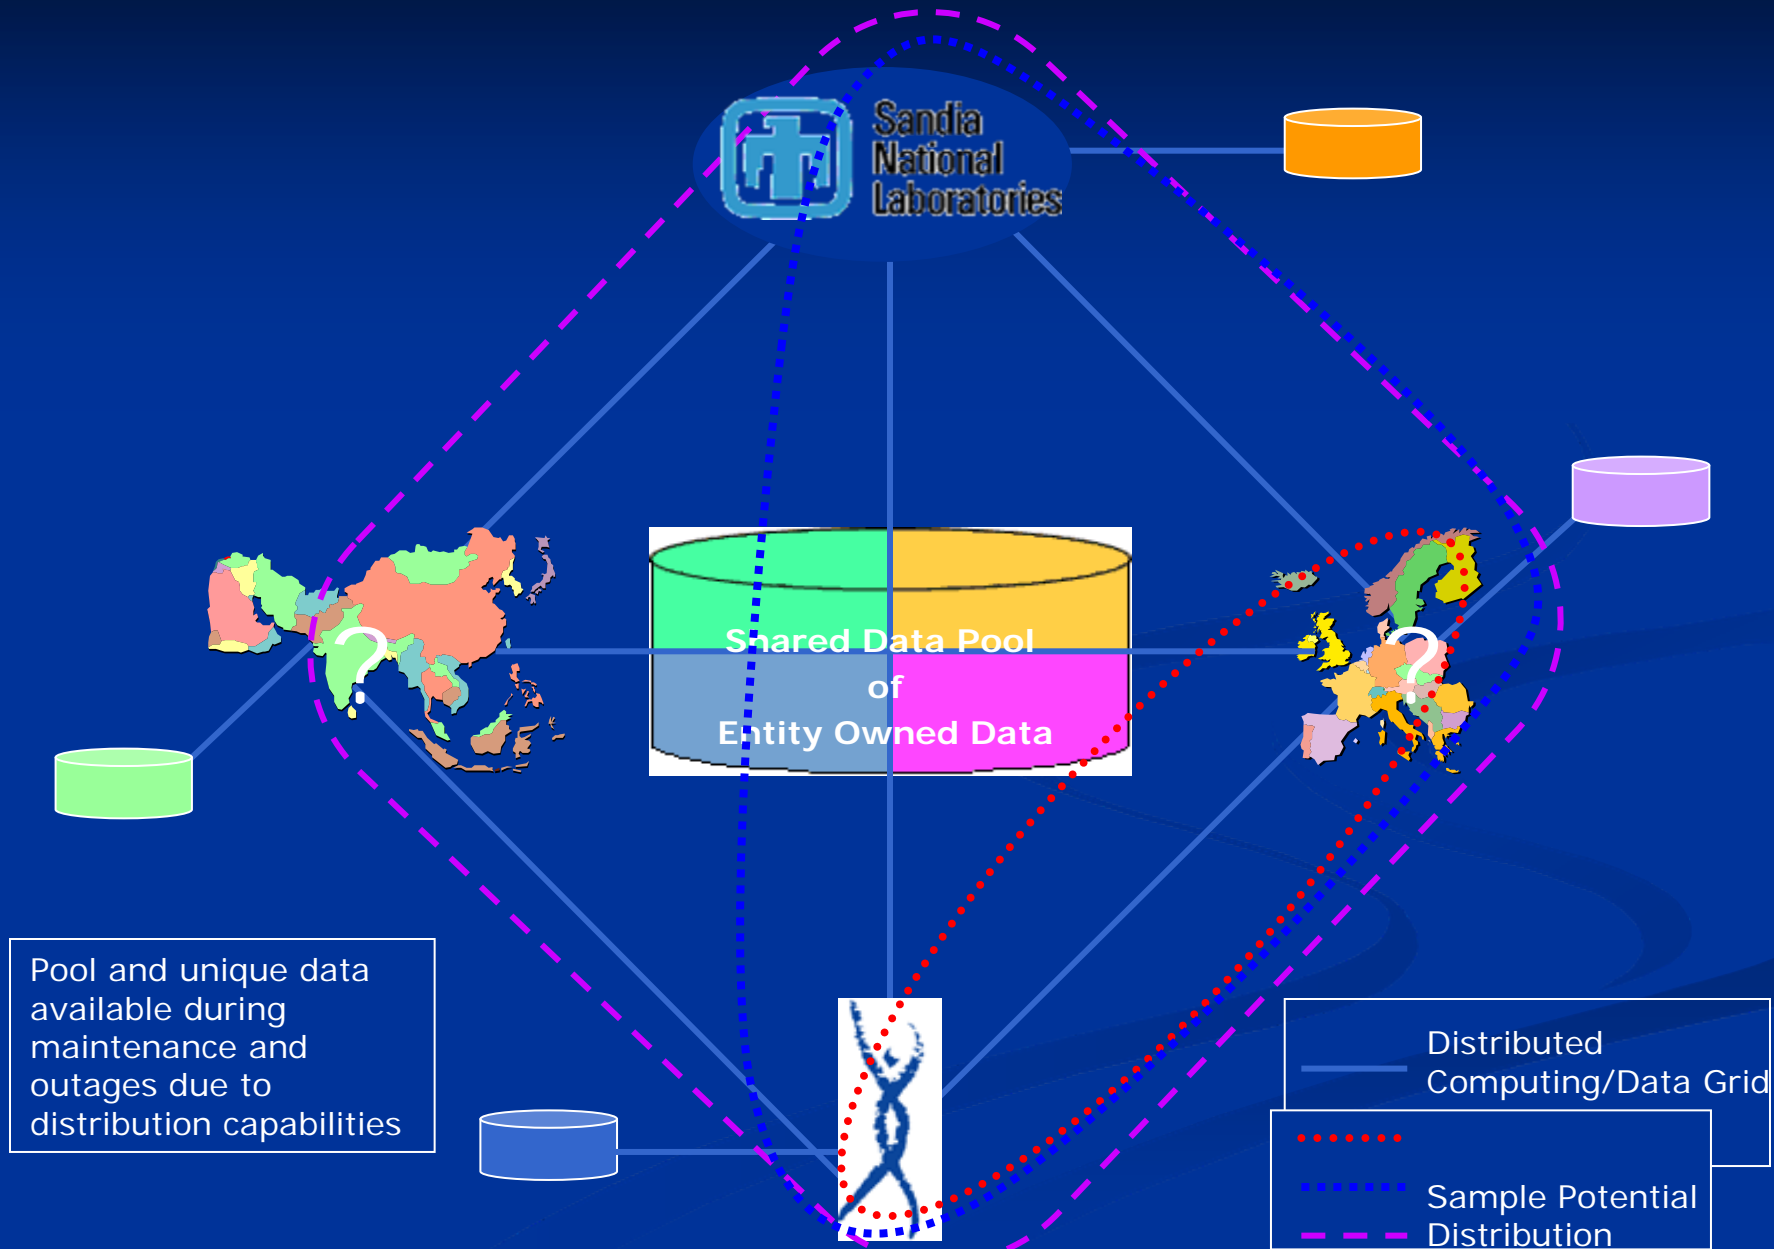 Sandia
National
Laboratories
?
Shared Data Pool
of
Entity Owned Data
?
Pool and unique data
available during
maintenance and
outages due to
distribution capabilities
Distributed
Computing/Data Grid
Sample Potential
Distribution